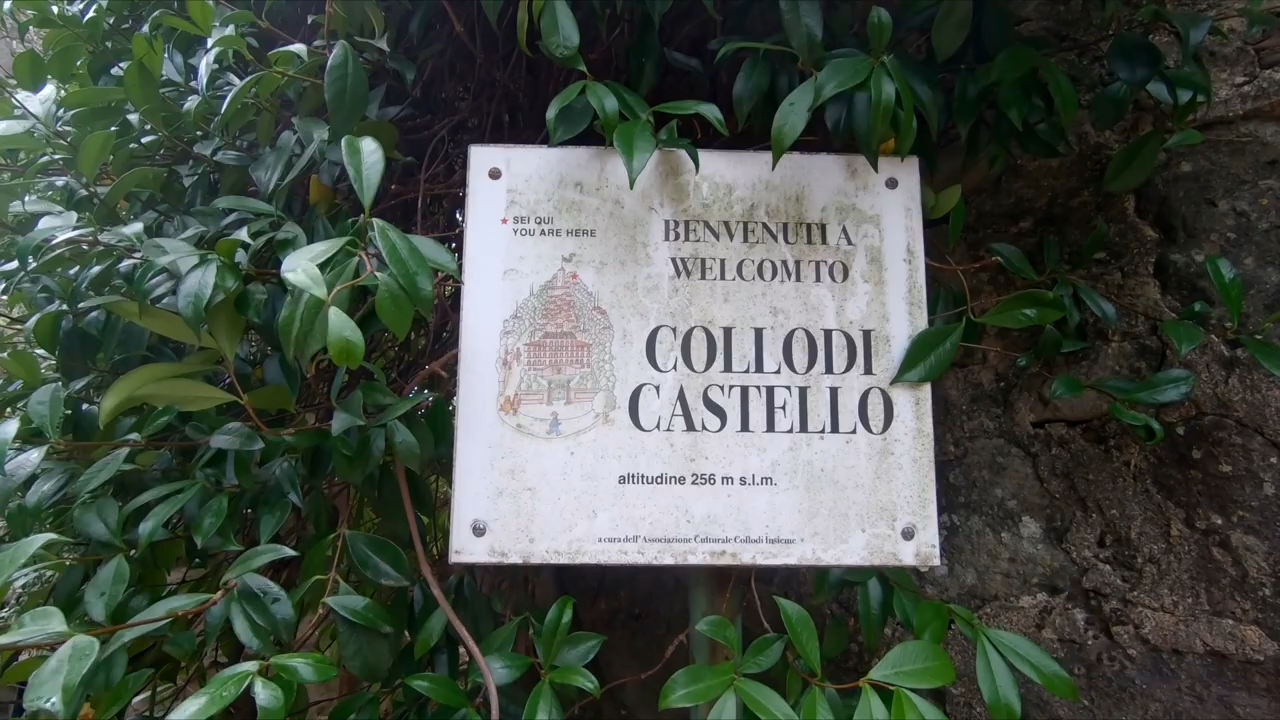 SEI QUI
YOU ARE HERE
BENVENUTI A
WELCOM TO
COLLODI
CASTELLO
altitudine 256 m s.l.m.
a cura dell' Associazione Culturale Collodi Insieme